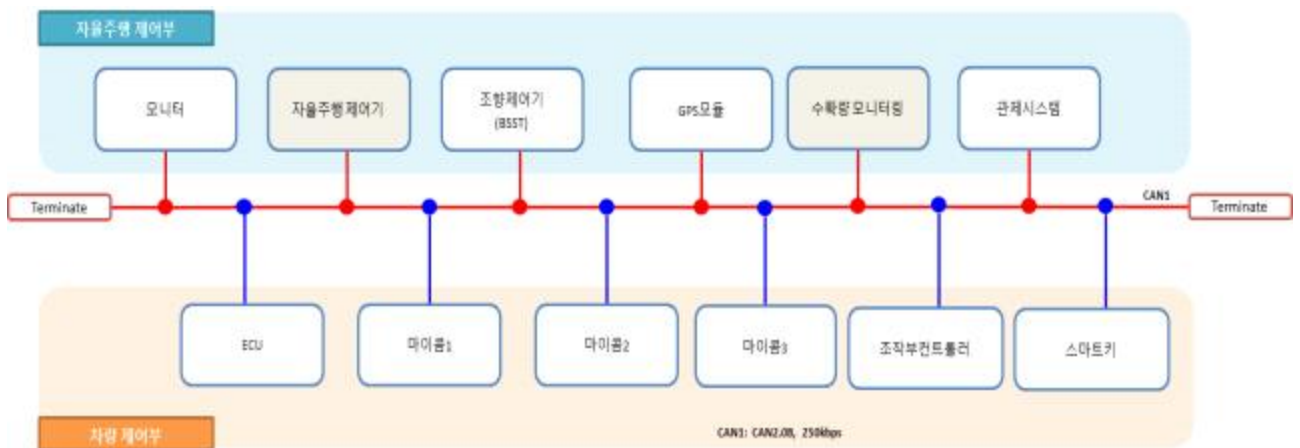 자율주행 제어부
모니터
자율주행 제어기
조향제어기
(BSST)
GPS모듈
수확량 모니터링
관제시스템
Terminate
CAN1
Terminate
ECU
마이콤1
마이콤2
마이콤3
조작부컨트롤러
스마트키
차량 제어부
CAN1: CAN2.0B, 250kbps